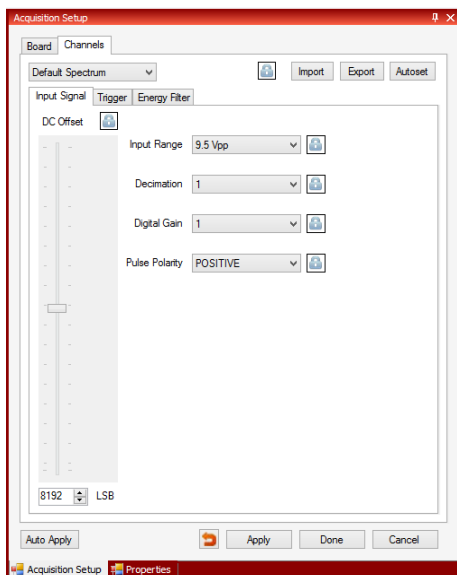 Acquisition Setup
Board Channels
Default Spectrum Import Export Autoset
Input Signal Trigger Energy Filter
DC Offset
Input Range 9.5 Vpp
Decimation 1
Digital Gain 1
Pulse Polarity POSITIVE
8192 LSB
Auto Apply Apply Done Cancel
Acquisition Setup Properties